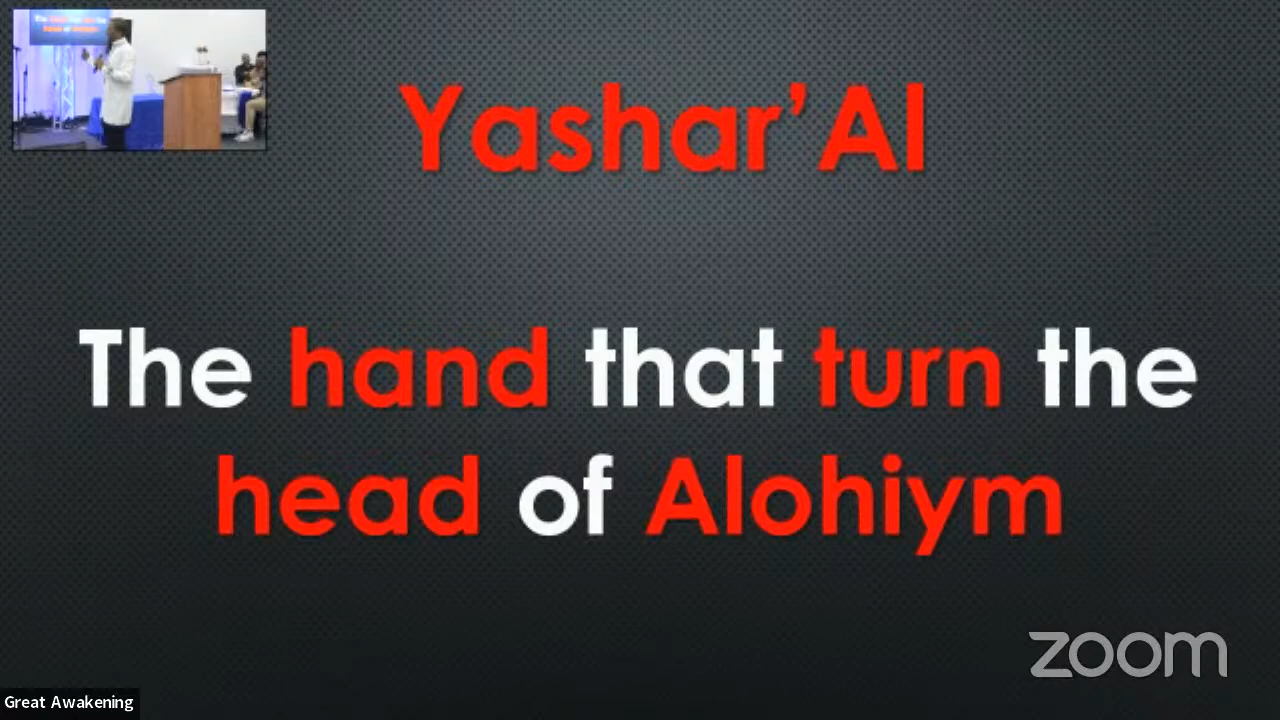 Yashar’Al
The hand that turn the
head of Alohiym
zoom
Great Awakening